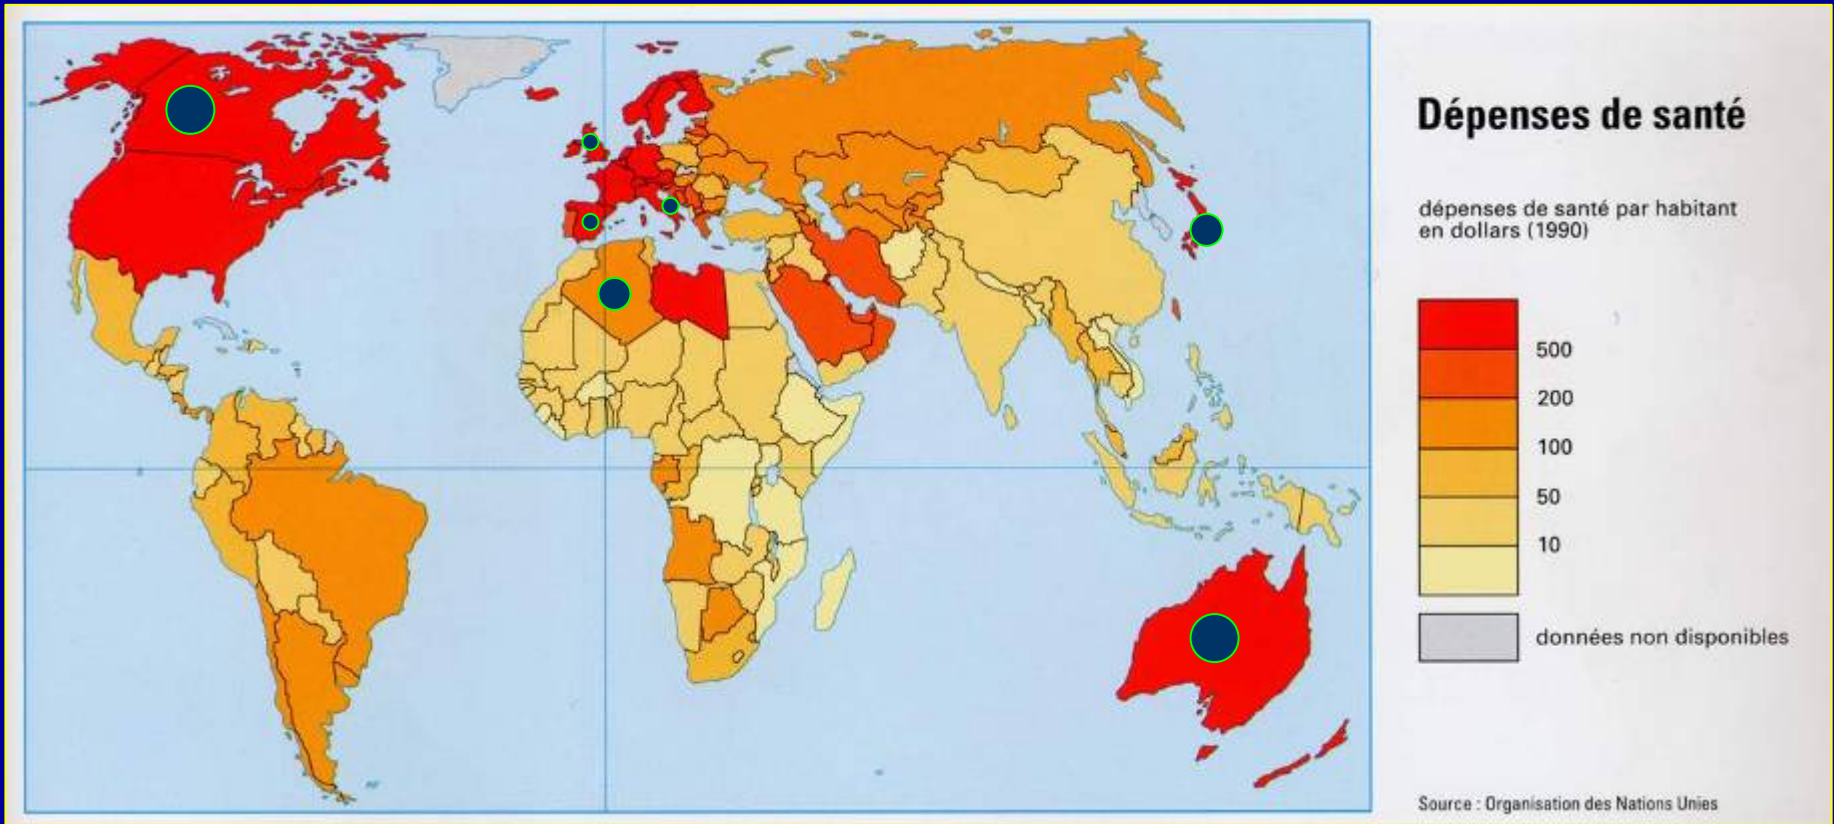 Dépenses de santé
dépenses de santé par habitant
en dollars (1990)
500
200
100
50
10
données non disponibles
Source : Organisation des Nations Unies